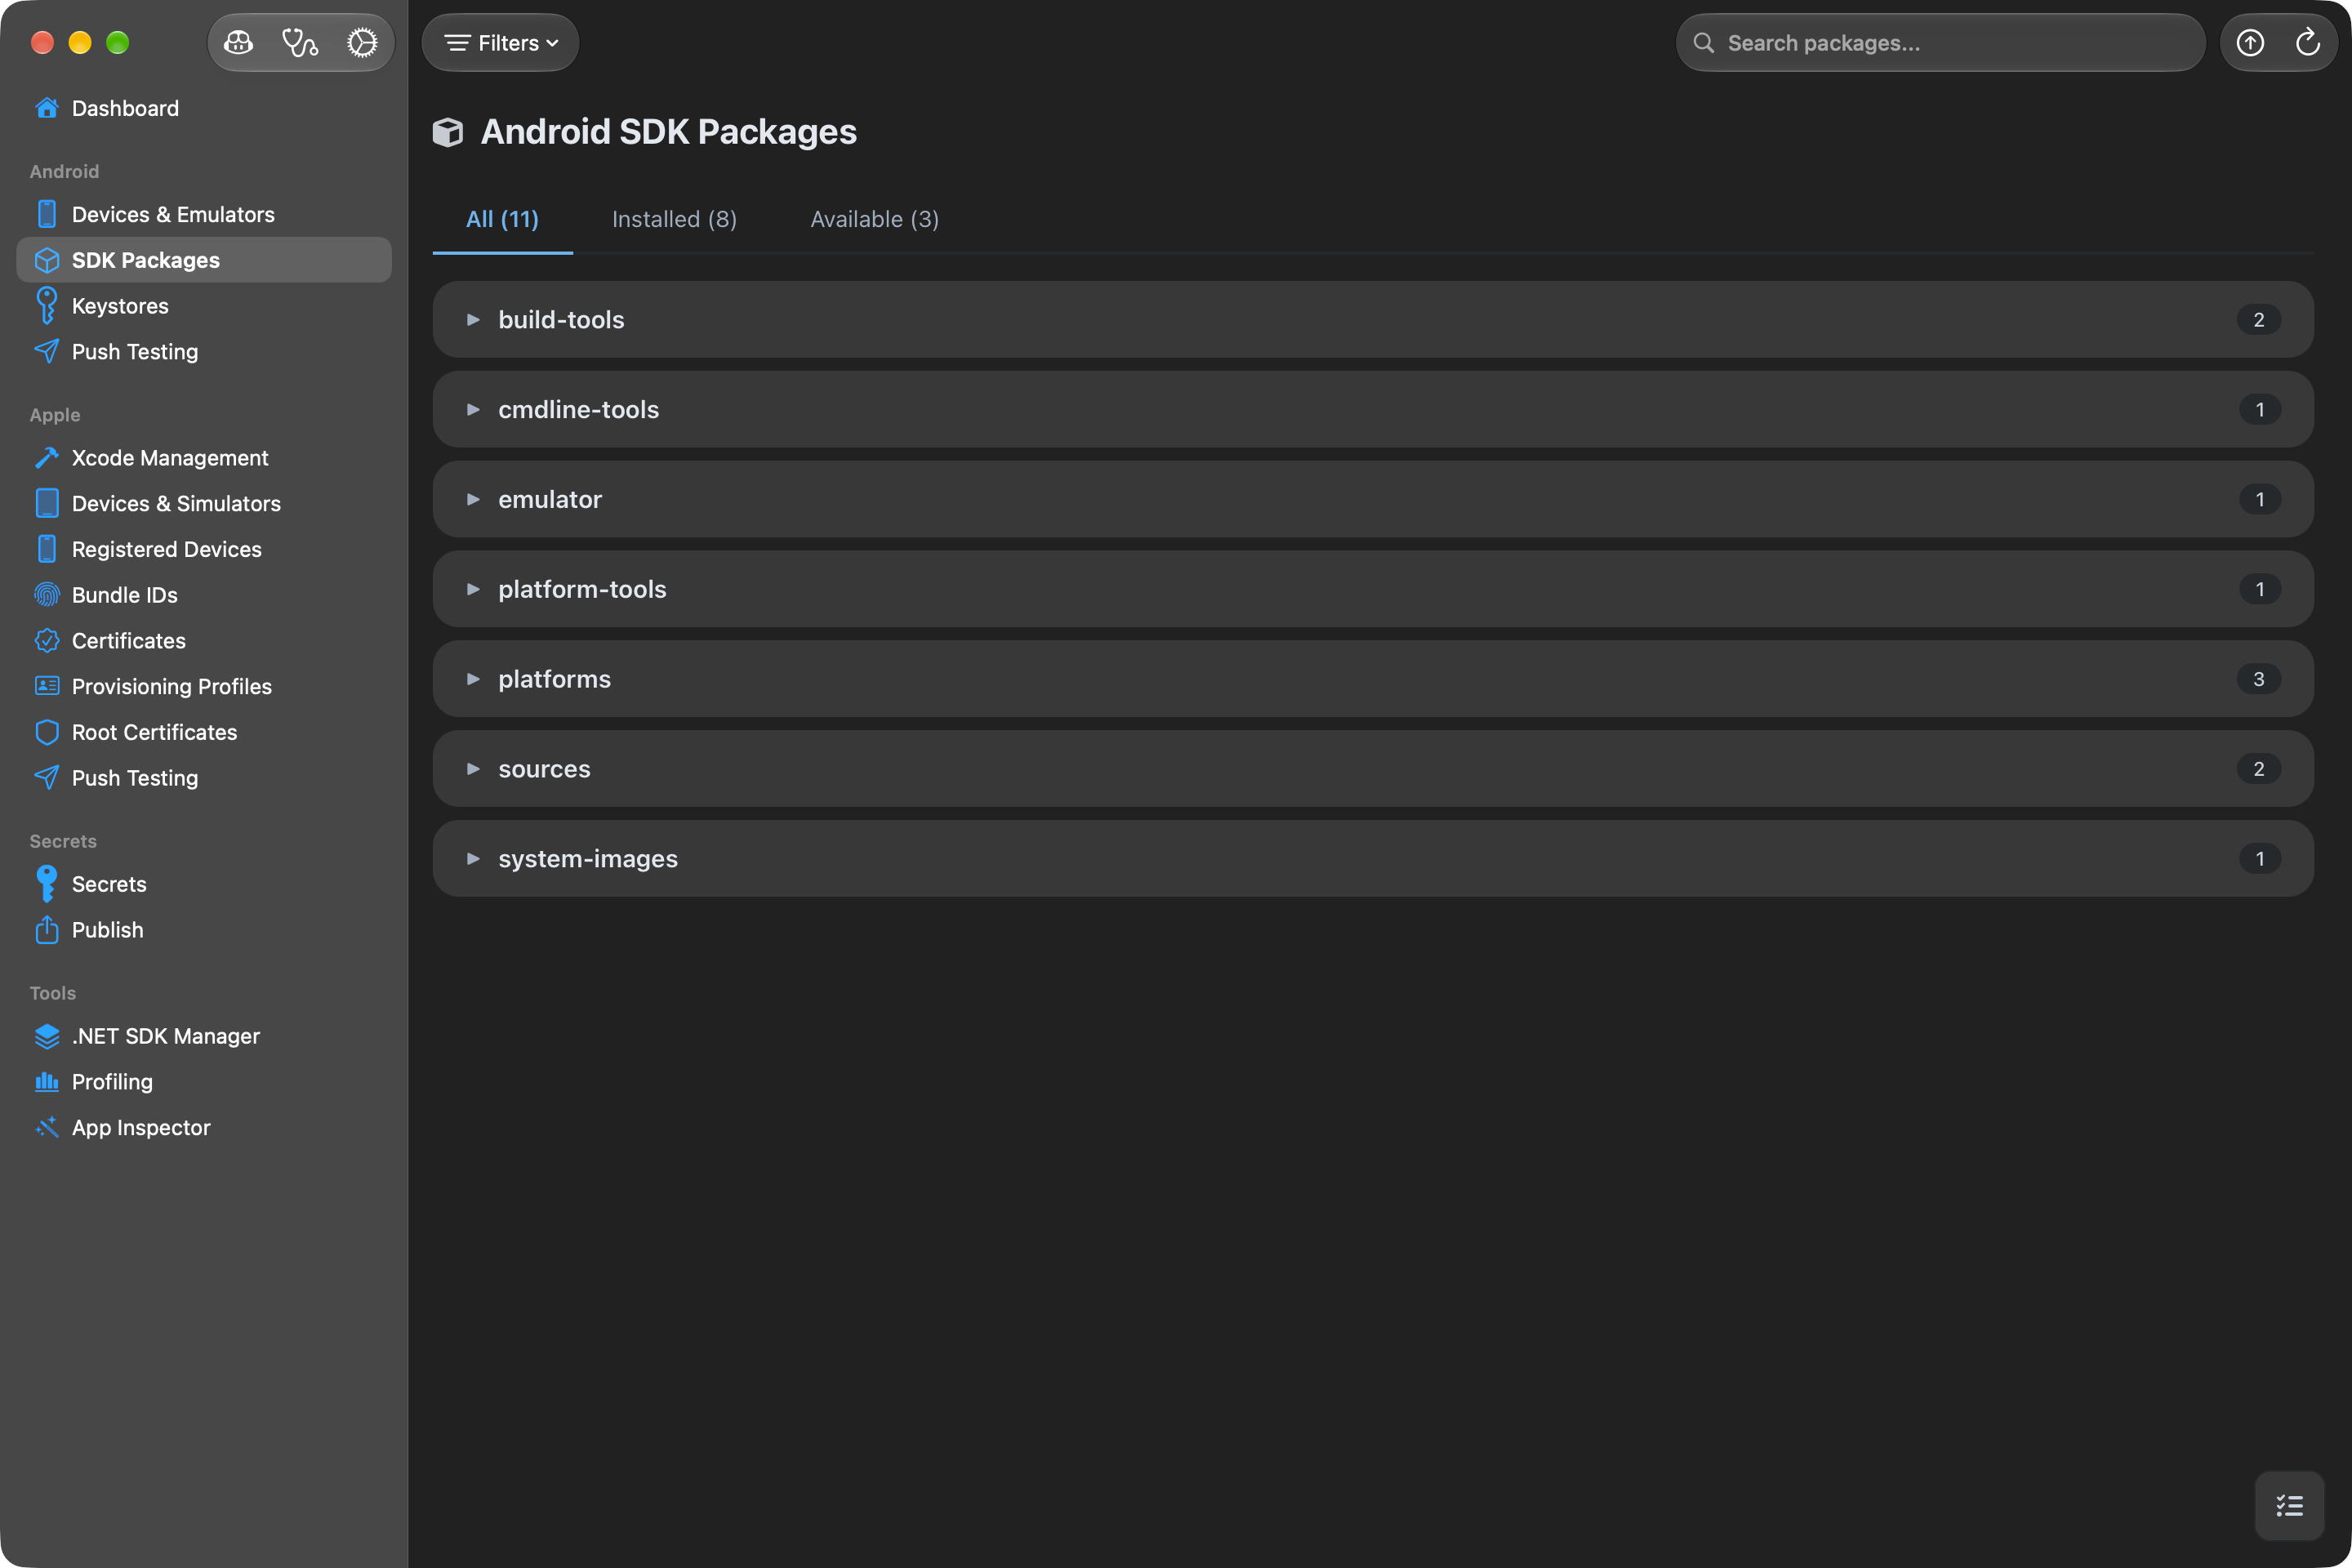 Filters
Search packages...
Dashboard
Android
Devices & Emulators
SDK Packages
Keystores
Push Testing
Apple
Xcode Management
Devices & Simulators
Registered Devices
Bundle IDs
Certificates
Provisioning Profiles
Root Certificates
Push Testing
Secrets
Secrets
Publish
Tools
.NET SDK Manager
Profiling
App Inspector
Android SDK Packages
All (11) Installed (8) Available (3)
build-tools 2
cmdline-tools 1
emulator 1
platform-tools 1
platforms 3
sources 2
system-images 1